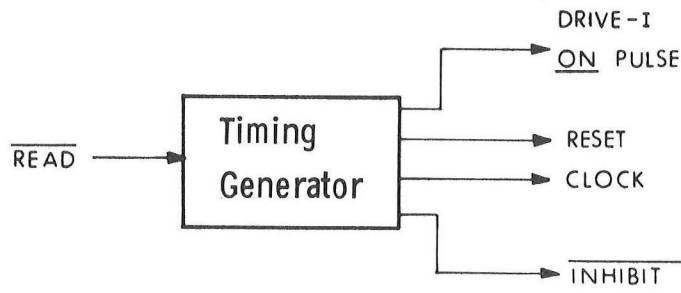 DRIVE-I
ON PULSE
READ
Timing
Generator
RESET
CLOCK
INHIBIT